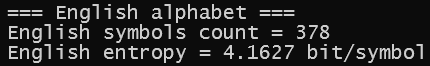 === English alphabet ===
English symbols count = 378
English entropy = 4.1627 bit/symbol